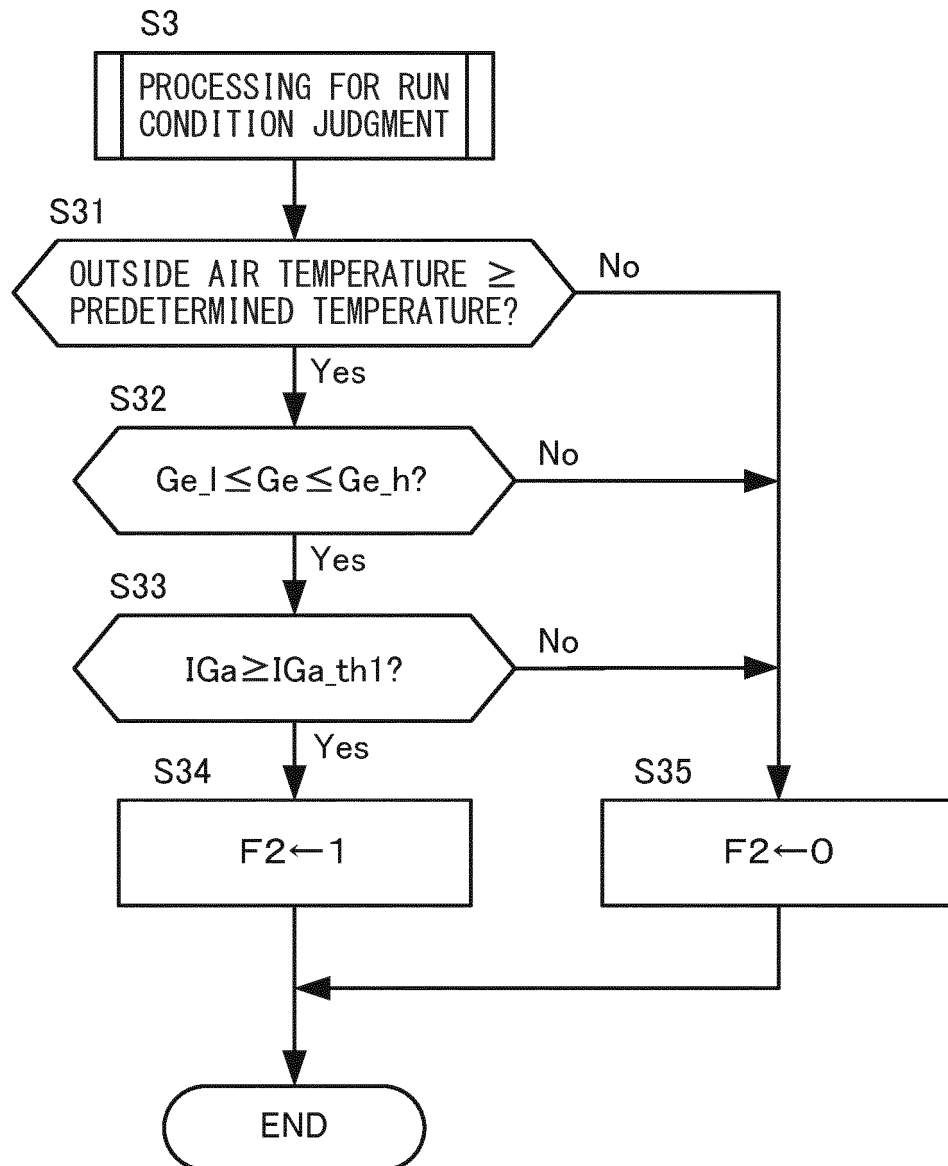 S3
PROCESSING FOR RUN
CONDITION JUDGMENT
S31
OUTSIDE AIR TEMPERATURE ≥
PREDETERMINED TEMPERATURE?
No
Yes
S32
Ge_l≦Ge≦Ge_h?
No
Yes
S33
IGa≧IGa_th1?
No
Yes
S34
F2←1
S35
F2←0
END